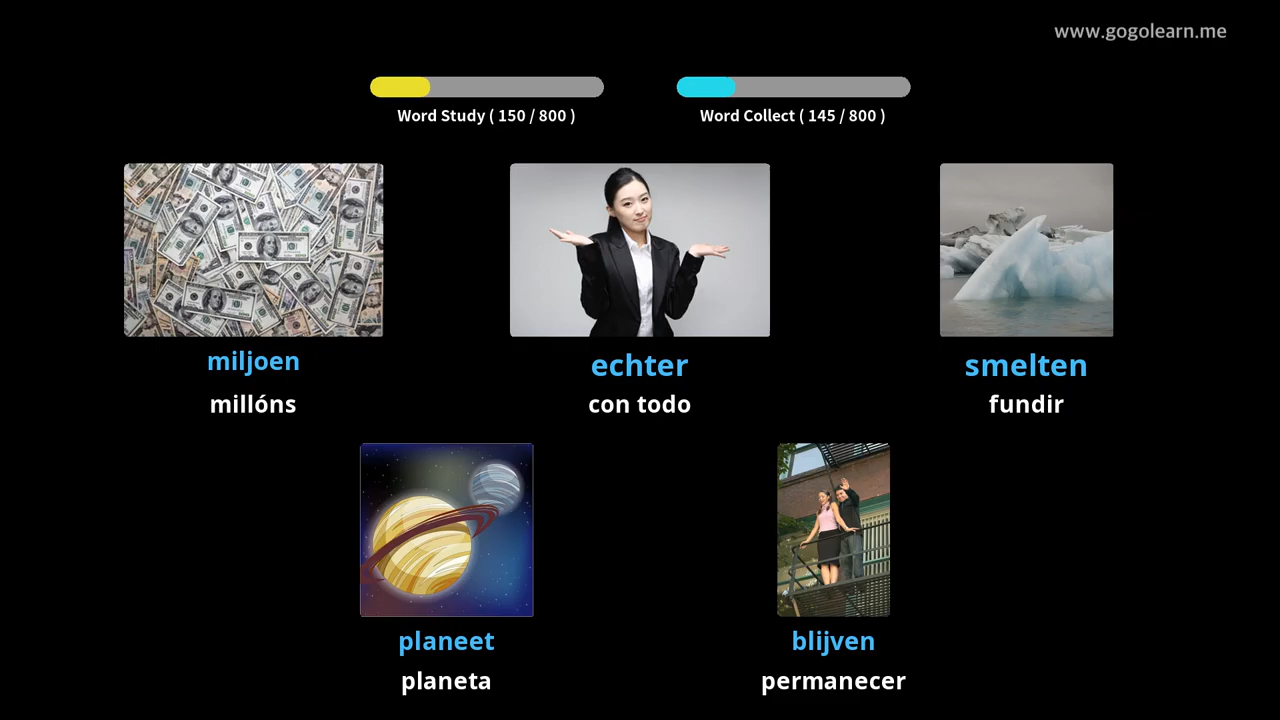 www.gogolearn.me
Word Study ( 150 / 800 )
Word Collect ( 145 / 800 )
miljoen
millóns
echter
con todo
smelten
fundir
planeet
planeta
blijven
permanecer